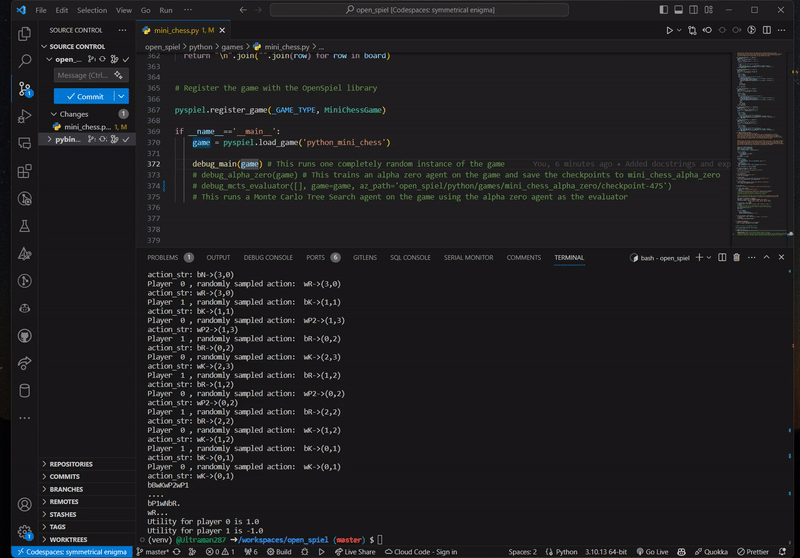 File Edit Selection View Go Run ...
open_spiel [Codespaces: symmetrical enigma]
SOURCE CONTROL ...
mini_chess.py 1, M
SOURCE CONTROL
open_...
Message (Ctrl...
Commit
Changes 1
mini_chess.p... 1, M
pybin...
REPOSITORIES
COMMITS
BRANCHES
REMOTES
STASHES
TAGS
WORKTREES
open_spiel > python > games > mini_chess.py > ...
362 return "\n".join("".join(row) for row in board)
363
364
365 # Register the game with the OpenSpiel library
366
367 pyspiel.register_game(_GAME_TYPE, MiniChessGame)
368
369 if __name__=='__main__':
370 game = pyspiel.load_game('python_mini_chess')
371
372 debug_main(game) # This runs one completely random instance of the game You, 6 minutes ago • Added docstrings and exp
373 # debug_alpha_zero(game) # This trains an alpha zero agent on the game and save the checkpoints to mini_chess_alpha_zero
374 # debug_mcts_evaluator([], game=game, az_path='open_spiel/python/games/mini_chess_alpha_zero/checkpoint-475')
375 # This runs a Monte Carlo Tree Search agent on the game using the alpha zero agent as the evaluator
376
377
378
379
PROBLEMS 1 OUTPUT DEBUG CONSOLE PORTS 6 GITLENS SQL CONSOLE SERIAL MONITOR COMMENTS TERMINAL
bash - open_spiel
action_str: bN->(3,0)
Player 0 , randomly sampled action: wR->(3,0)
action_str: wR->(3,0)
Player 1 , randomly sampled action: bK->(1,1)
action_str: bK->(1,1)
Player 0 , randomly sampled action: wP2->(1,3)
action_str: wP2->(1,3)
Player 1 , randomly sampled action: bR->(0,2)
action_str: bR->(0,2)
Player 0 , randomly sampled action: wK->(2,3)
action_str: wK->(2,3)
Player 1 , randomly sampled action: bR->(1,2)
action_str: bR->(1,2)
Player 0 , randomly sampled action: wP2->(0,2)
action_str: wP2->(0,2)
Player 1 , randomly sampled action: bR->(2,2)
action_str: bR->(2,2)
Player 0 , randomly sampled action: wK->(1,2)
action_str: wK->(1,2)
Player 1 , randomly sampled action: bK->(0,1)
action_str: bK->(0,1)
Player 0 , randomly sampled action: wK->(0,1)
action_str: wK->(0,1)
bBwKwP2wP1
....
bP1wNbR.
wR...
Utility for player 0 is 1.0
Utility for player 1 is -1.0
(venv) @Ultraman287 ➜/workspaces/open_spiel (master) $
Codespaces: symmetrical enigma master* 0 1 6 Build Live Share Cloud Code - Sign in Spaces: 2 Python 3.10.13 64-bit Go Live Quokka Prettier